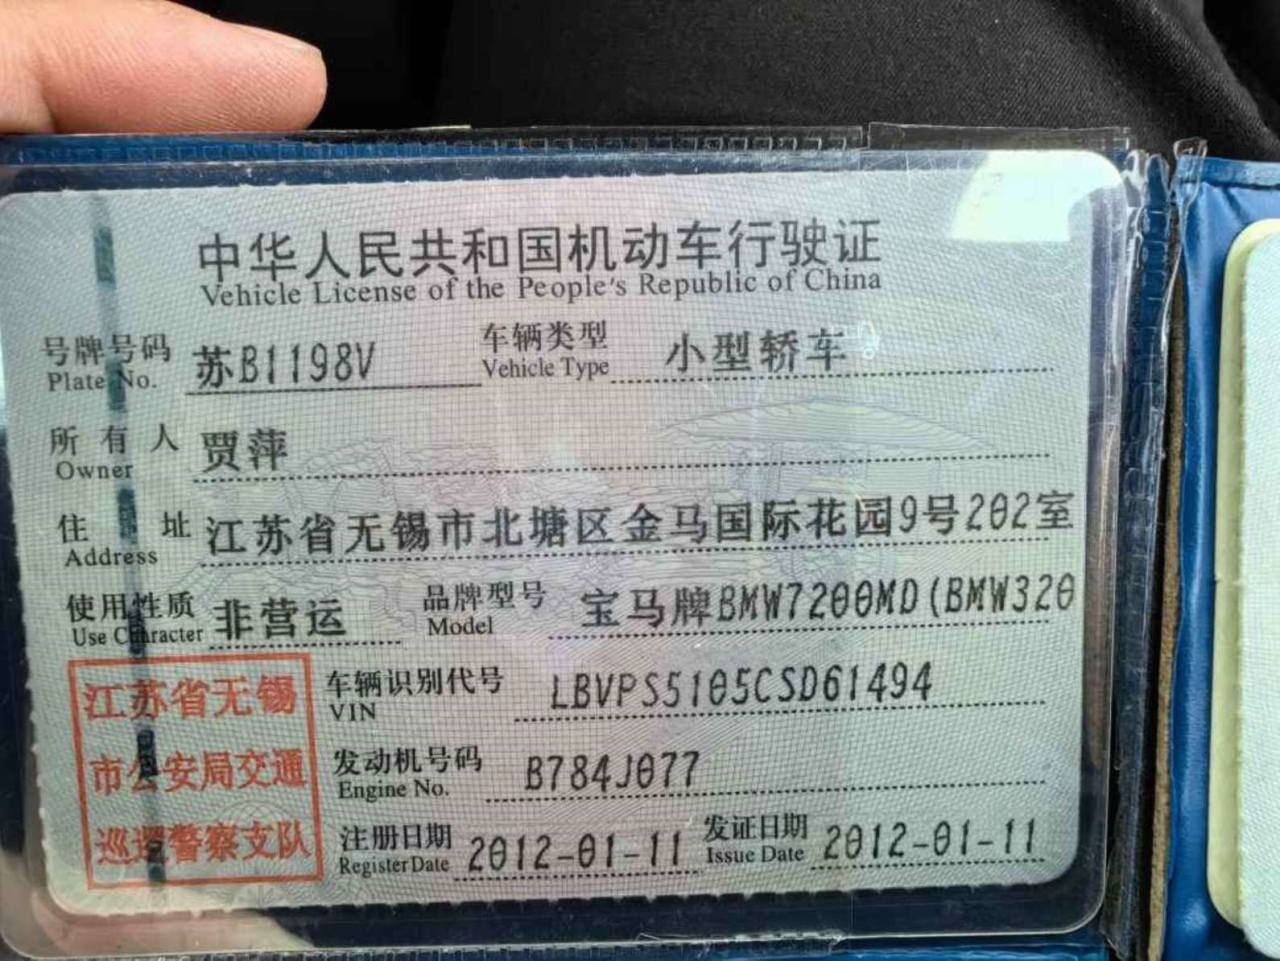 中华人民共和国机动车行驶证
Vehicle License of the People's Republic of China
号牌号码 苏B1198V 车辆类型 小型轿车
Plate No. Vehicle Type
所有人 贾萍
Owner
住址 江苏省无锡市北塘区金马国际花园9号202室
Address
使用性质 非营运 品牌型号 宝马牌BMW7200MD(BMW320
Use Character Model
江苏省无锡
市公安局交通
巡逻警察支队
车辆识别代号 LBVPS5105CSD61494
VIN
发动机号码 B784J077
Engine No.
注册日期 2012-01-11 发证日期 2012-01-11
Register Date Issue Date